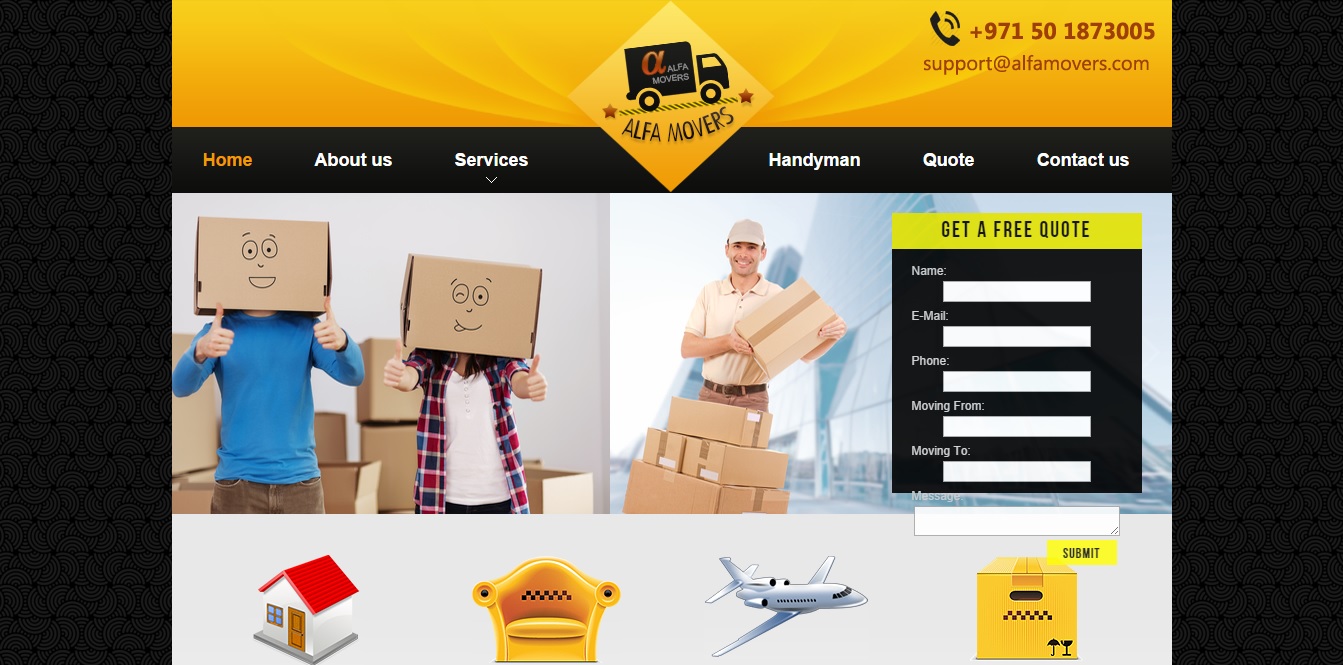 +971 50 1873005
support@alfamovers.com
α ALFA
MOVERS
ALFA MOVERS
Home
About us
Services
Handyman
Quote
Contact us
GET A FREE QUOTE
Name:
E-Mail:
Phone:
Moving From:
Moving To:
Message
SUBMIT